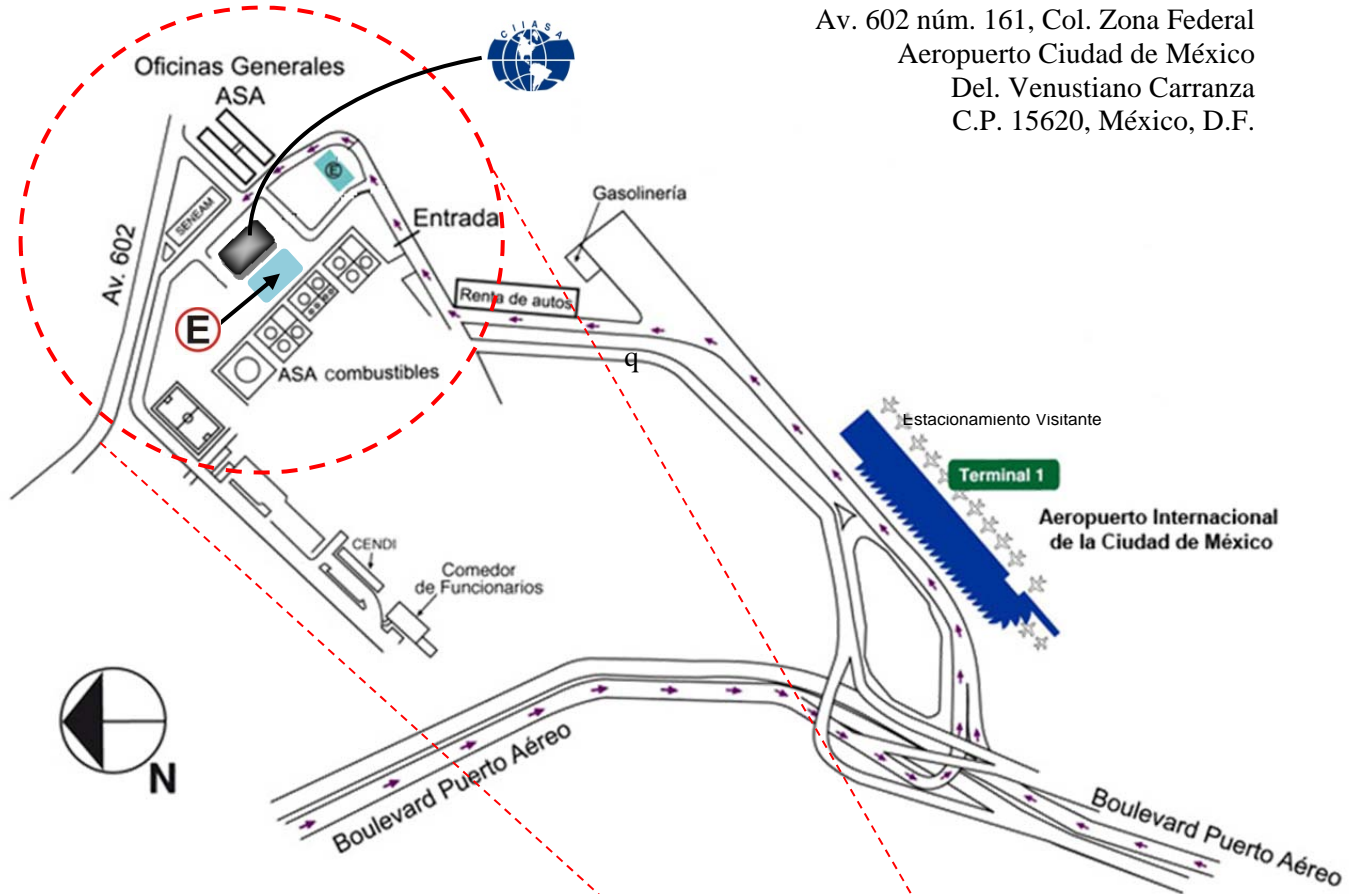 Av. 602 núm. 161, Col. Zona Federal
Aeropuerto Ciudad de México
Del. Venustiano Carranza
C.P. 15620, México, D.F.
CIIASA
Oficinas Generales
ASA
E
SENEAM
Av. 602
Entrada
Gasolinería
Renta de autos
q
E
ASA combustibles
Estacionamiento Visitante
Terminal 1
Aeropuerto Internacional
de la Ciudad de México
CENDI
Comedor
de Funcionarios
N
Boulevard Puerto Aéreo
Boulevard Puerto Aéreo